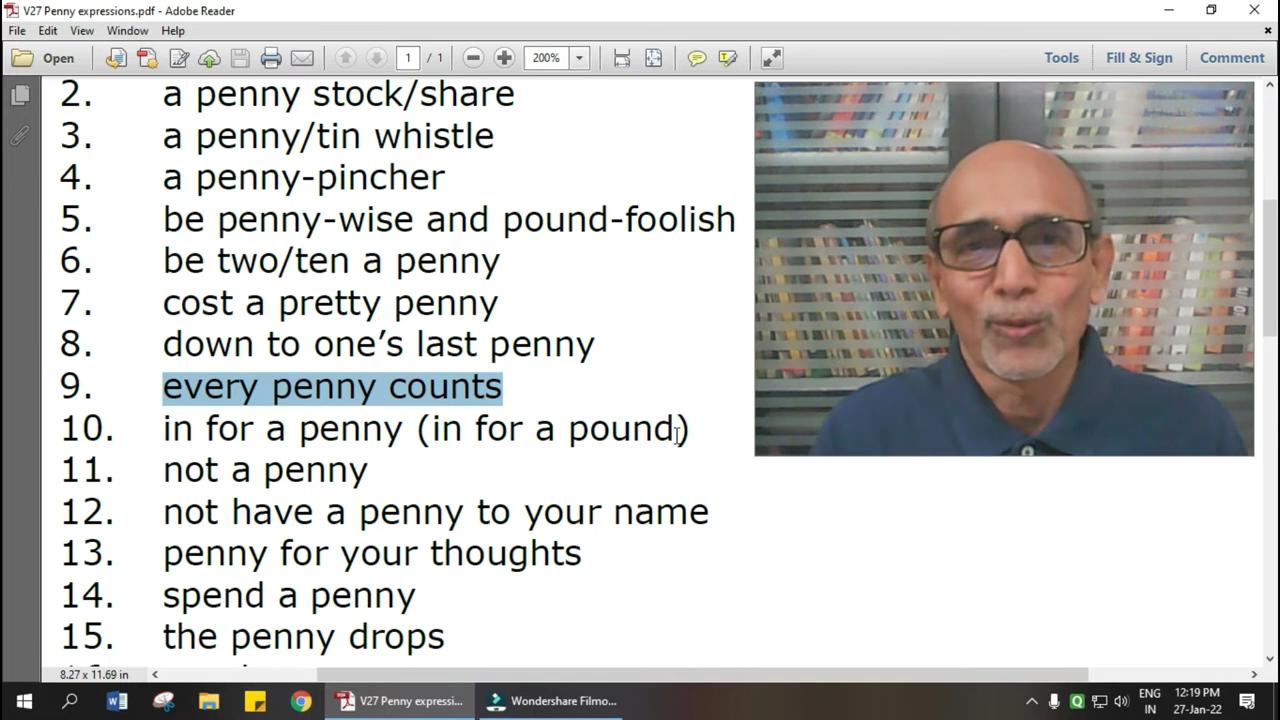 V27 Penny expressions.pdf - Adobe Reader
File Edit View Window Help
Open 1 / 1 200% Tools Fill & Sign Comment
2. a penny stock/share
3. a penny/tin whistle
4. a penny-pincher
5. be penny-wise and pound-foolish
6. be two/ten a penny
7. cost a pretty penny
8. down to one’s last penny
9. every penny counts
10. in for a penny (in for a pound)
11. not a penny
12. not have a penny to your name
13. penny for your thoughts
14. spend a penny
15. the penny drops
8.27 x 11.69 in
V27 Penny expressi... Wondershare Filmo...
ENG
IN
12:19 PM
27-Jan-22